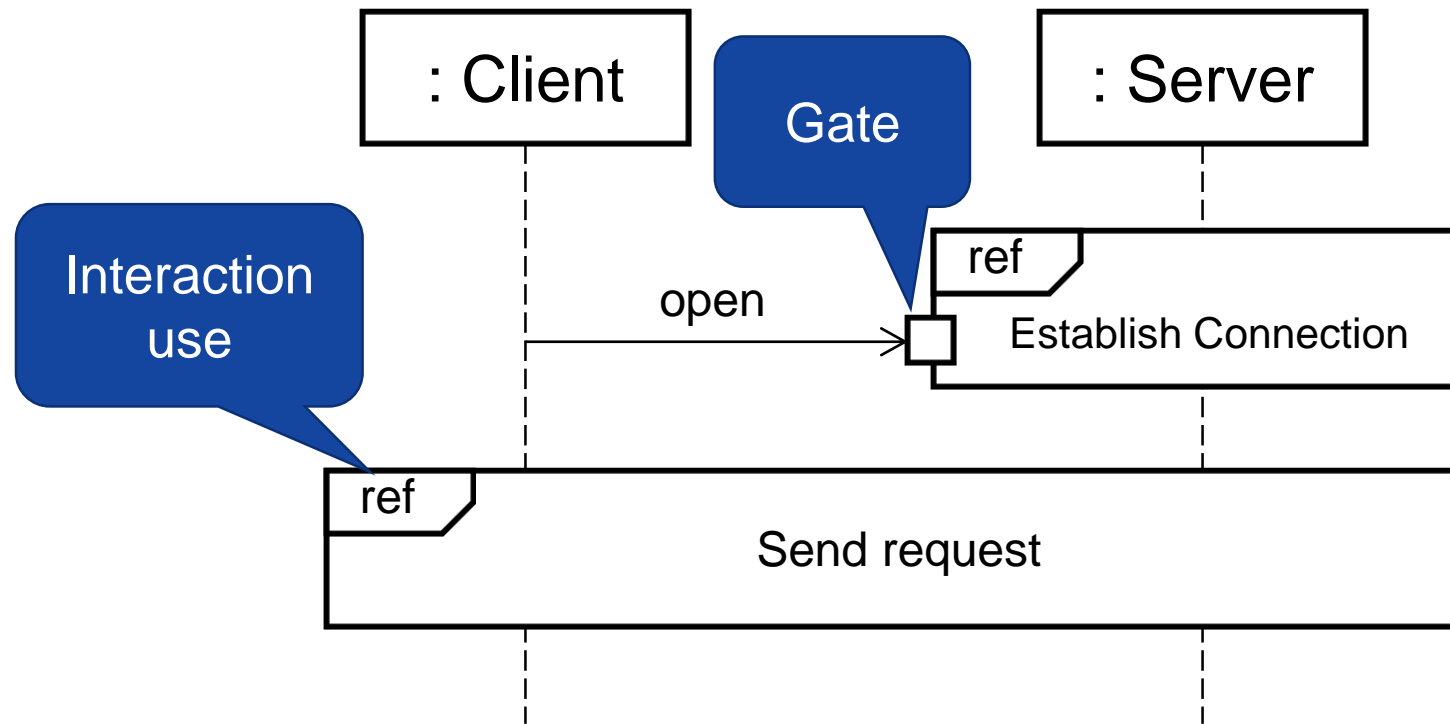 : Client
Gate
: Server
Interaction
use
ref
open
Establish Connection
ref
Send request